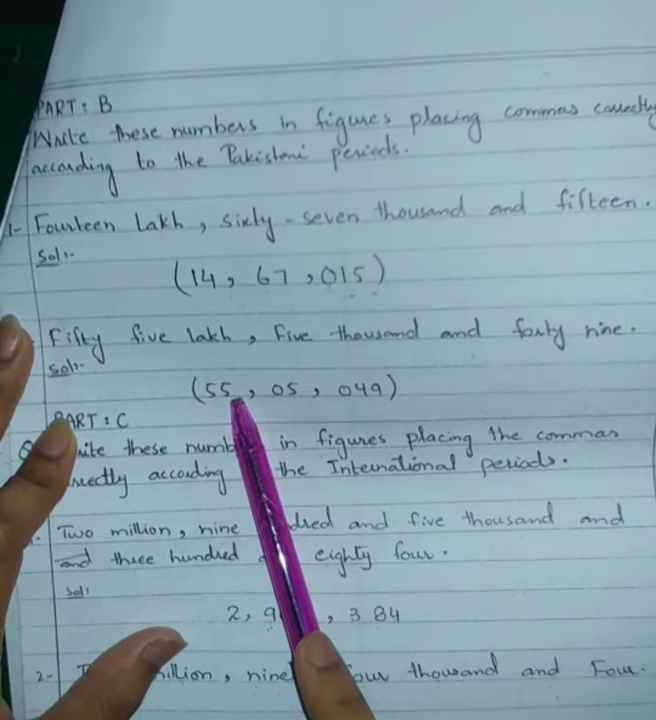 PART: B
Write these numbers in figures placing commas correctly
according to the Pakistani periods.
1- Fourteen lakh, sixty-seven thousand and fifteen.
Sol:-
(14, 67, 015)
Fifty five lakh, Five thousand and forty nine.
Sol:-
(55, 05, 049)
PART: C
these in figures placing the commas
according the International periods.
Two million, nine and five thousand and
and three hundred eighty four.
Sol:
2, 9 , 384
2- million, nine four thousand and Four.